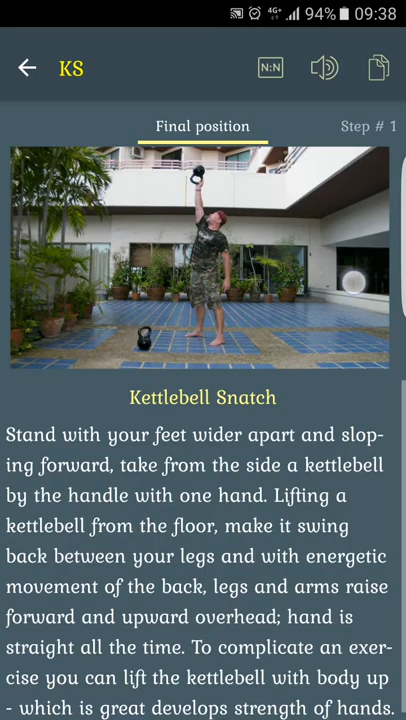 4G+ 94% 09:38
KS N:N
Final position Step # 1
Kettlebell Snatch
Stand with your feet wider apart and slop-
ing forward, take from the side a kettlebell
by the handle with one hand. Lifting a
kettlebell from the floor, make it swing
back between your legs and with energetic
movement of the back, legs and arms raise
forward and upward overhead; hand is
straight all the time. To complicate an exer-
cise you can lift the kettlebell with body up
- which is great develops strength of hands.